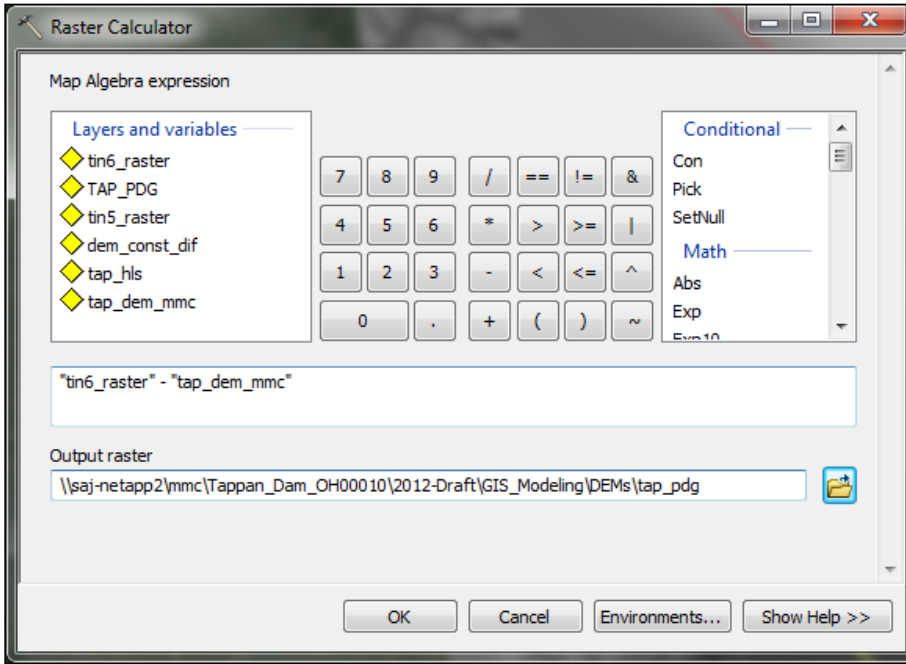 Raster Calculator
Map Algebra expression
Layers and variables
tin6_raster
TAP_PDG
tin5_raster
dem_const_dif
tap_hls
tap_dem_mmc
7 8 9 / == != &
4 5 6 * > >= |
1 2 3 - < <= ^
0 . + ( ) ~
Conditional
Con
Pick
SetNull
Math
Abs
Exp
Exp10
"tin6_raster" - "tap_dem_mmc"
Output raster
\\saj-netapp2\mmc\Tappan_Dam_OH00010\2012-Draft\GIS_Modeling\DEMs\tap_pdg
OK Cancel Environments... Show Help >>